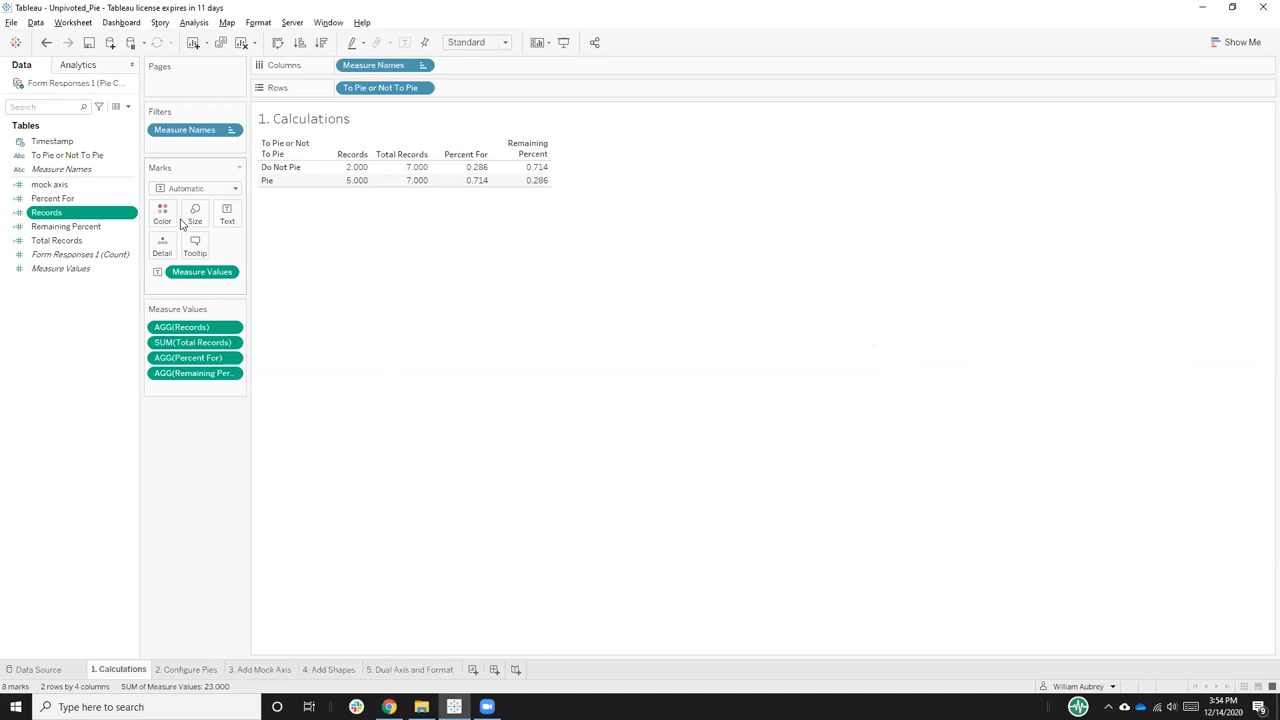 Tableau - Unpivoted_Pie - Tableau license expires in 11 days
File Data Worksheet Dashboard Story Analysis Map Format Server Window Help
Standard Show Me
Data Analytics
Form Responses 1 (Pie C...
Search
Tables
Timestamp
Abc To Pie or Not To Pie
Abc Measure Names
mock axis
Percent For
Records
Remaining Percent
Total Records
Form Responses 1 (Count)
Measure Values
Pages
Filters
Measure Names
Marks
Automatic
Color Size Text
Detail Tooltip
Measure Values
Measure Values
AGG(Records)
SUM(Total Records)
AGG(Percent For)
AGG(Remaining Per..
Columns Measure Names
Rows To Pie or Not To Pie
1. Calculations
To Pie or Not To Pie Records Total Records Percent For Remaining Percent
Do Not Pie 2.000 7.000 0.286 0.714
Pie 5.000 7.000 0.714 0.286
Data Source 1. Calculations 2. Configure Pies 3. Add Mock Axis 4. Add Shapes 5. Dual Axis and Format
8 marks 2 rows by 4 columns SUM of Measure Values: 23.000 William Aubrey
Type here to search
3:54 PM
12/14/2020